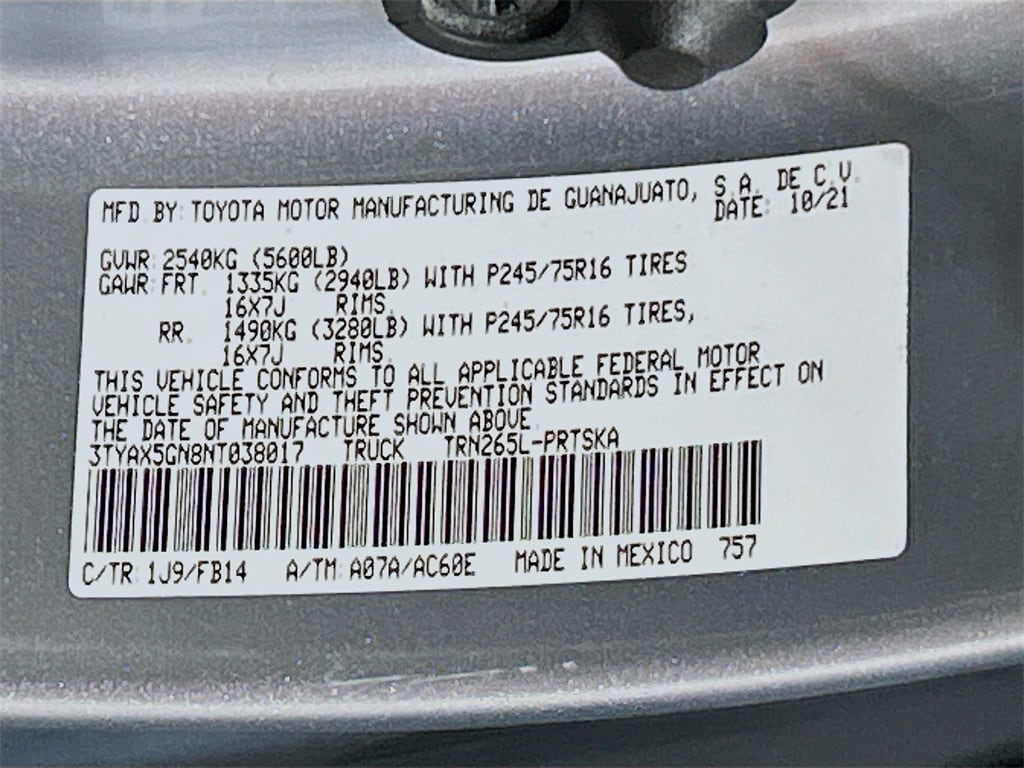 MFD BY: TOYOTA MOTOR MANUFACTURING DE GUANAJUATO, S.A. DE C.V.
DATE: 10/21
GVWR 2540KG (5600LB)
GAWR FRT. 1335KG (2940LB) WITH P245/75R16 TIRES
16X7J RIMS,
RR. 1490KG (3280LB) WITH P245/75R16 TIRES,
16X7J RIMS.
THIS VEHICLE CONFORMS TO ALL APPLICABLE FEDERAL MOTOR
VEHICLE SAFETY AND THEFT PREVENTION STANDARDS IN EFFECT ON
THE DATE OF MANUFACTURE SHOWN ABOVE.
3TYAX5GN8NT038017 TRUCK TRN265L-PRTSKA
C/TR: 1J9/FB14 A/TM: A07A/AC60E MADE IN MEXICO 757